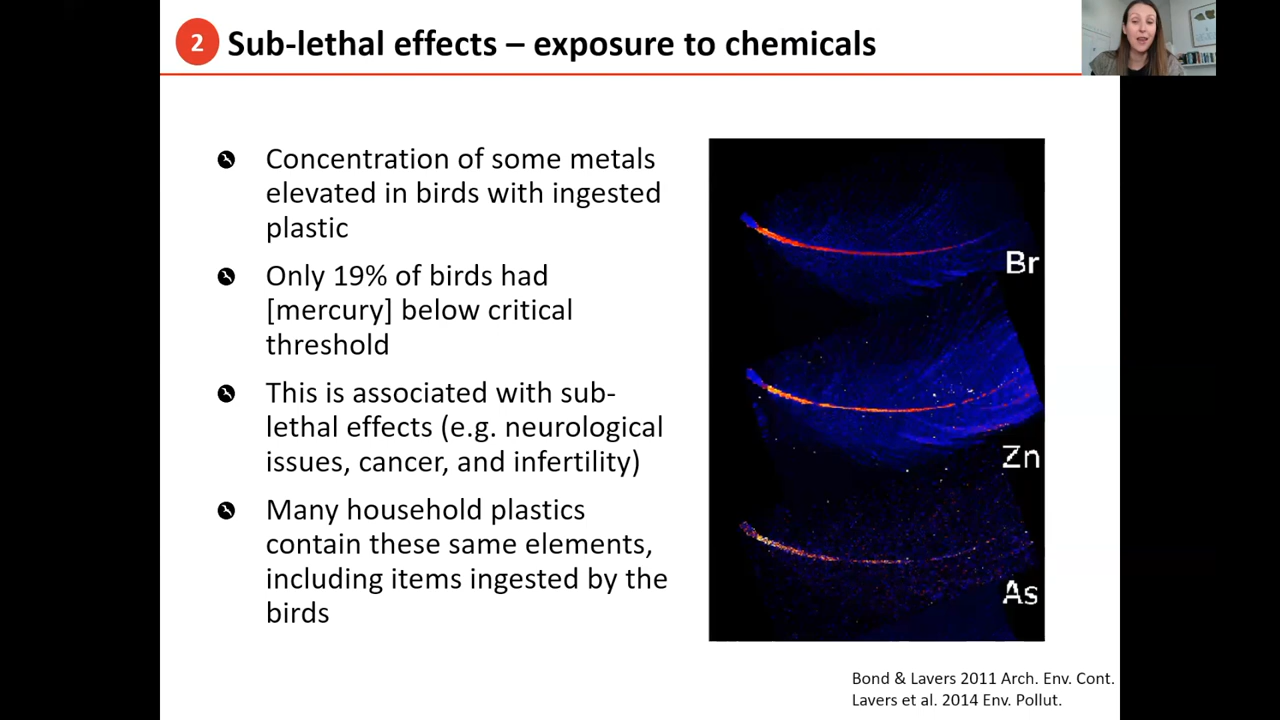 2 Sub-lethal effects – exposure to chemicals
Concentration of some metals
elevated in birds with ingested
plastic
Only 19% of birds had
[mercury] below critical
threshold
This is associated with sub-
lethal effects (e.g. neurological
issues, cancer, and infertility)
Many household plastics
contain these same elements,
including items ingested by the
birds
Br
Zn
As
Bond & Lavers 2011 Arch. Env. Cont.
Lavers et al. 2014 Env. Pollut.